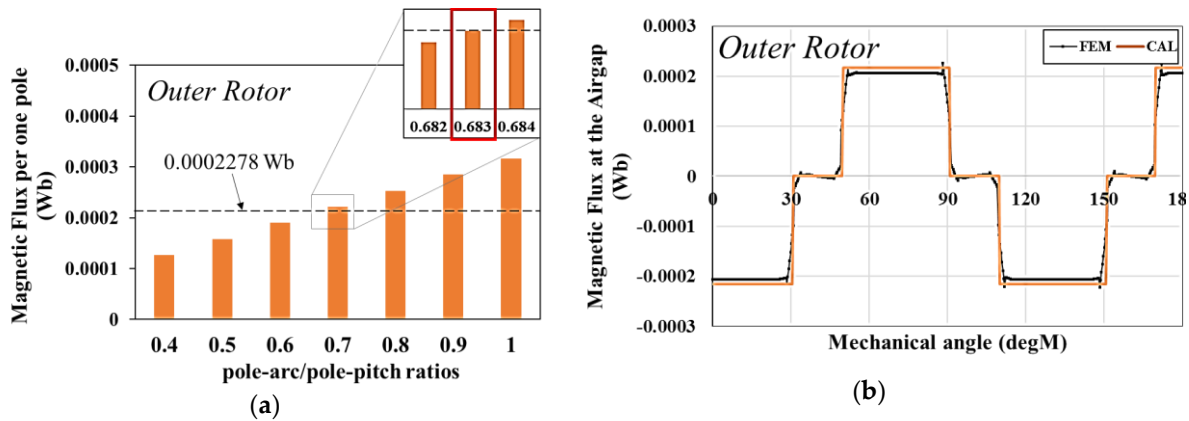 0.682 0.683 0.684
0.0005
0.0004
0.0003
0.0002
0.0001
0
Magnetic Flux per one pole
(Wb)
Outer Rotor
0.0002278 Wb
0.4 0.5 0.6 0.7 0.8 0.9 1
pole-arc/pole-pitch ratios
(a)
0.0003
0.0002
0.0001
0
-0.0001
-0.0002
-0.0003
Magnetic Flux at the Airgap
(Wb)
Outer Rotor
FEM CAL
0 30 60 90 120 150 18
Mechanical angle (degM)
(b)